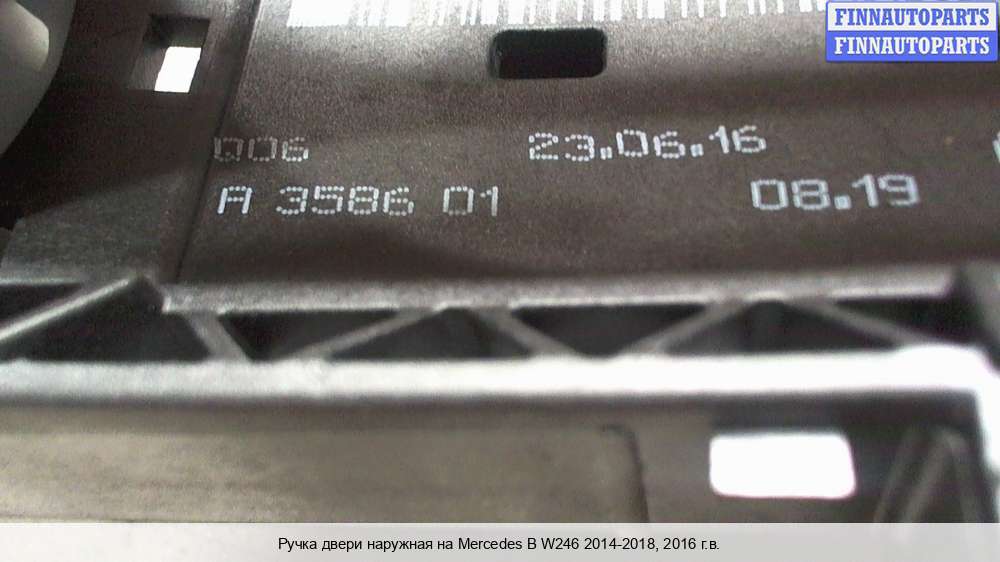 FINNAUTOPARTS
FINNAUTOPARTS
Q06 23.06.16
A 3586 01 08.19
Ручка двери наружная на Mercedes B W246 2014-2018, 2016 г.в.